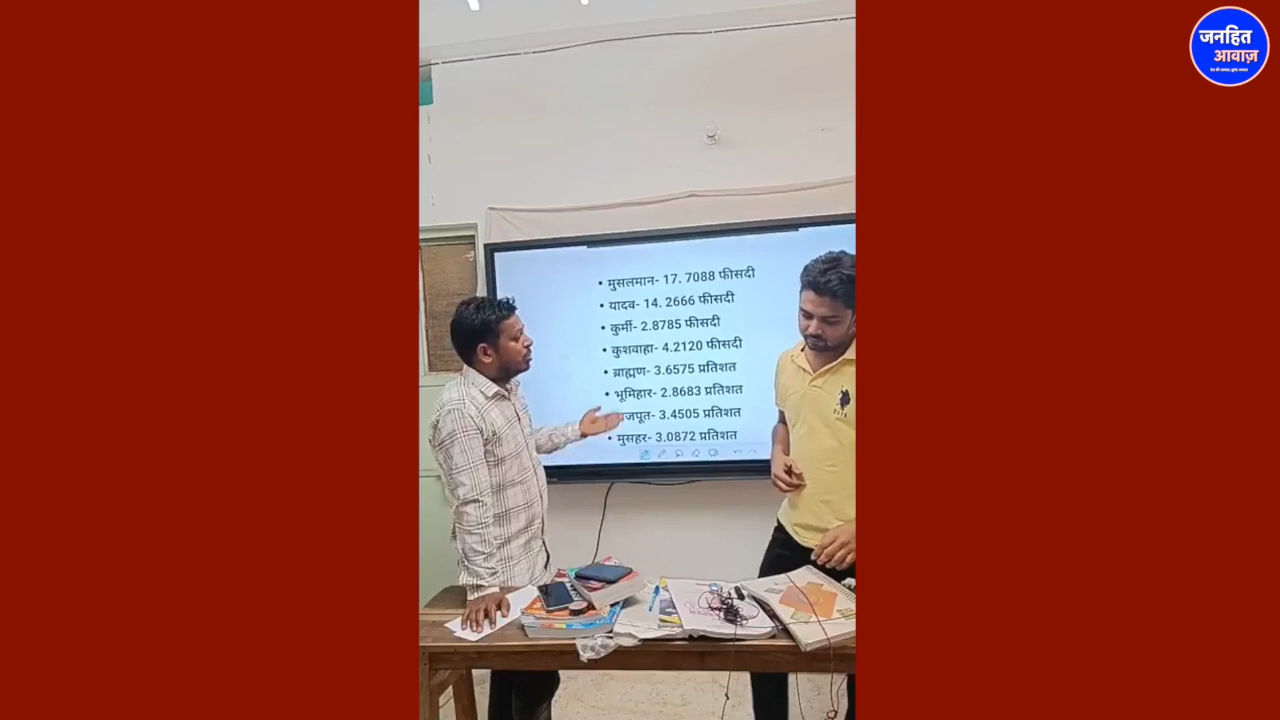 जनहित
आवाज़
• मुसलमान- 17. 7088 फीसदी
• यादव- 14. 2666 फीसदी
• कुर्मी- 2.8785 फीसदी
• कुशवाहा- 4.2120 फीसदी
• ब्राह्मण- 3.6575 प्रतिशत
• भूमिहार- 2.8683 प्रतिशत
जपूत- 3.4505 प्रतिशत
• मुसहर- 3.0872 प्रतिशत